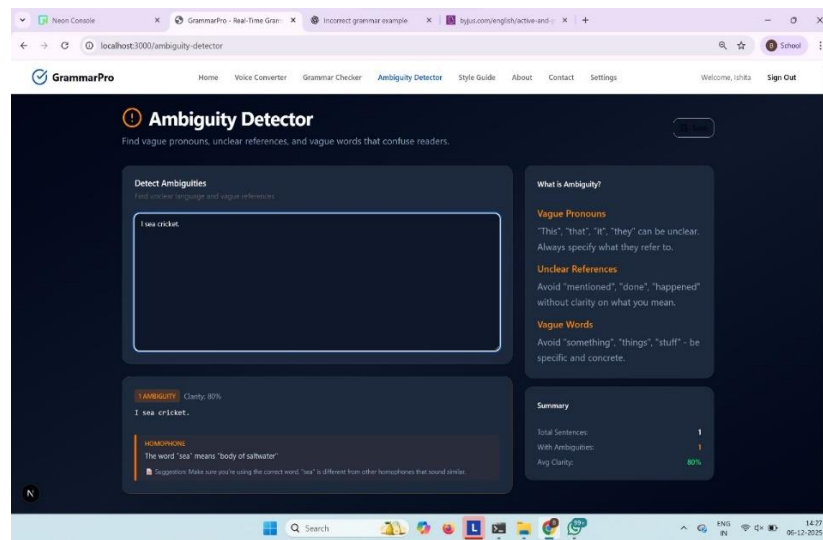 Neon Console
GrammarPro - Real-Time Gram
Incorrect grammar example
byjus.com/english/active-and-p
localhost:3000/ambiguity-detector
School
GrammarPro
Home Voice Converter Grammar Checker Ambiguity Detector Style Guide About Contact Settings
Welcome, Ishita Sign Out
Ambiguity Detector
Find vague pronouns, unclear references, and vague words that confuse readers.
Detect Ambiguities
Find unclear language and vague references
I sea cricket.
1 AMBIGUITY Clarity: 80%
I sea cricket.
HOMOPHONE
The word "sea" means "body of saltwater"
Suggestion: Make sure you're using the correct word. "sea" is different from other homophones that sound similar.
What is Ambiguity?
Vague Pronouns
"This", "that", "it", "they" can be unclear.
Always specify what they refer to.
Unclear References
Avoid "mentioned", "done", "happened"
without clarity on what you mean.
Vague Words
Avoid "something", "things", "stuff" - be
specific and concrete.
Summary
Total Sentences: 1
With Ambiguities: 1
Avg Clarity: 80%
N
Search
L
99+
ENG
IN
14:27
06-12-2025